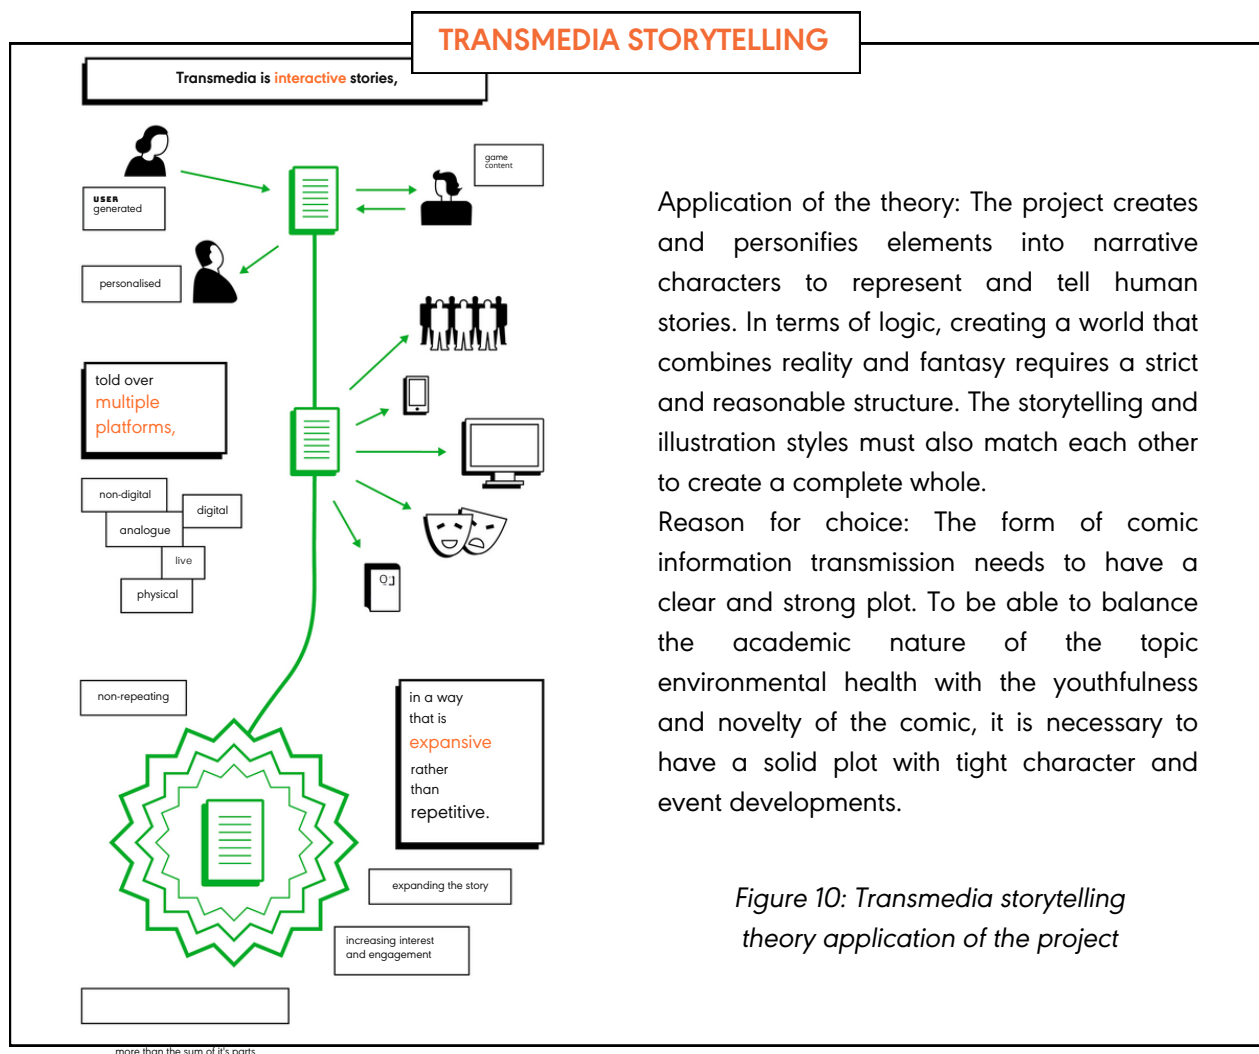 TRANSMEDIA STORYTELLING
Transmedia is interactive stories,
game
content
USER
generated
personalised
told over
multiple
platforms,
non-digital
digital
analogue
live
physical
non-repeating
in a way
that is
expansive
rather
than
repetitive.
expanding the story
increasing interest
and engagement
more than the sum of it's parts
Application of the theory: The project creates
and personifies elements into narrative
characters to represent and tell human
stories. In terms of logic, creating a world that
combines reality and fantasy requires a strict
and reasonable structure. The storytelling and
illustration styles must also match each other
to create a complete whole.
Reason for choice: The form of comic
information transmission needs to have a
clear and strong plot. To be able to balance
the academic nature of the topic
environmental health with the youthfulness
and novelty of the comic, it is necessary to
have a solid plot with tight character and
event developments.
Figure 10: Transmedia storytelling
theory application of the project